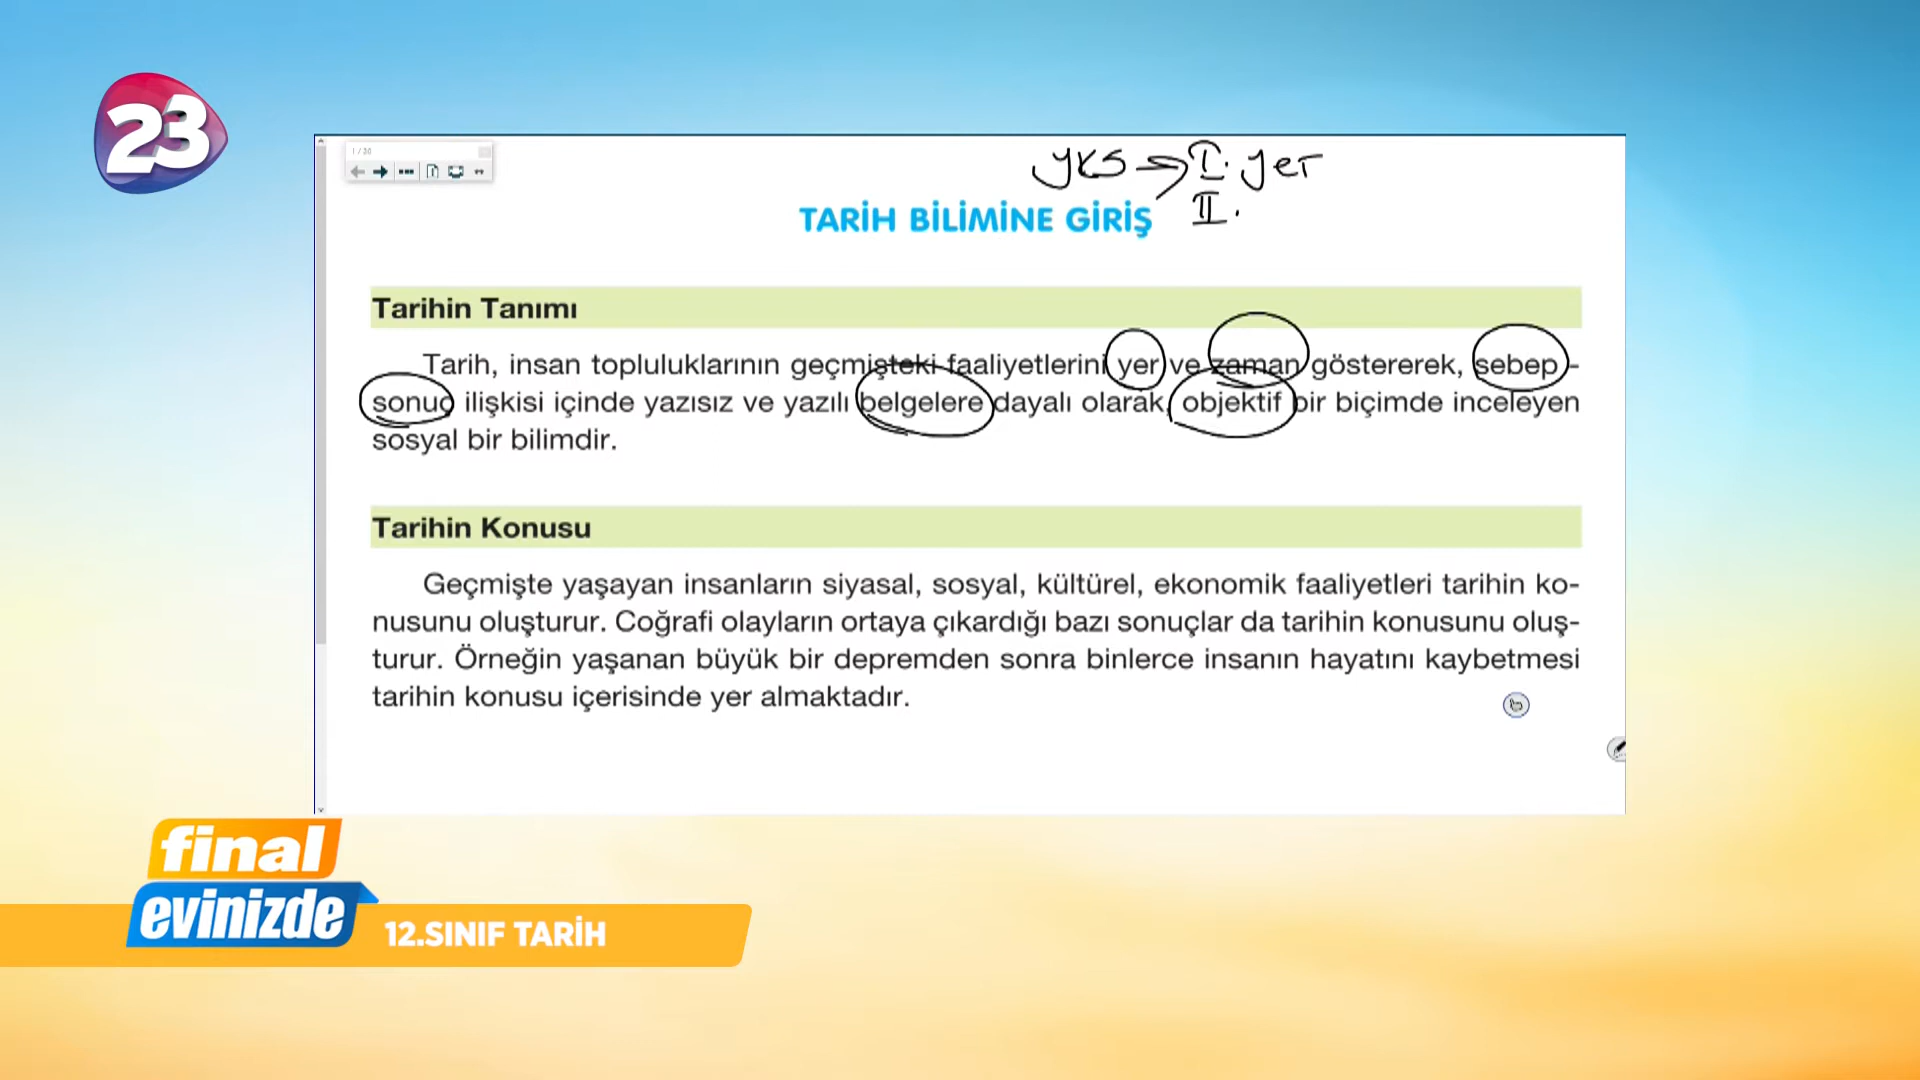 23
1 / 30
YKS → I. yer
II.
TARİH BİLİMİNE GİRİŞ
Tarihin Tanımı
Tarih, insan topluluklarının geçmişteki faaliyetlerini yer ve zaman göstererek, sebep -
sonuç ilişkisi içinde yazısız ve yazılı belgelere dayalı olarak, objektif bir biçimde inceleyen
sosyal bir bilimdir.
Tarihin Konusu
Geçmişte yaşayan insanların siyasal, sosyal, kültürel, ekonomik faaliyetleri tarihin ko-
nusunu oluşturur. Coğrafi olayların ortaya çıkardığı bazı sonuçlar da tarihin konusunu oluş-
turur. Örneğin yaşanan büyük bir depremden sonra binlerce insanın hayatını kaybetmesi
tarihin konusu içerisinde yer almaktadır.
final
evinizde
12.SINIF TARİH